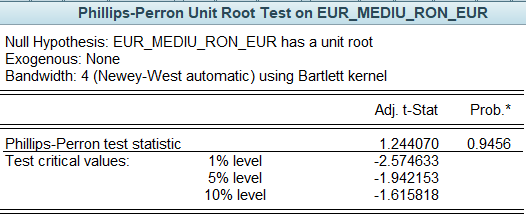 Phillips-Perron Unit Root Test on EUR_MEDIU_RON_EUR
Null Hypothesis: EUR_MEDIU_RON_EUR has a unit root
Exogenous: None
Bandwidth: 4 (Newey-West automatic) using Bartlett kernel
Adj. t-Stat Prob.*
Phillips-Perron test statistic 1.244070 0.9456
Test critical values: 1% level -2.574633
5% level -1.942153
10% level -1.615818